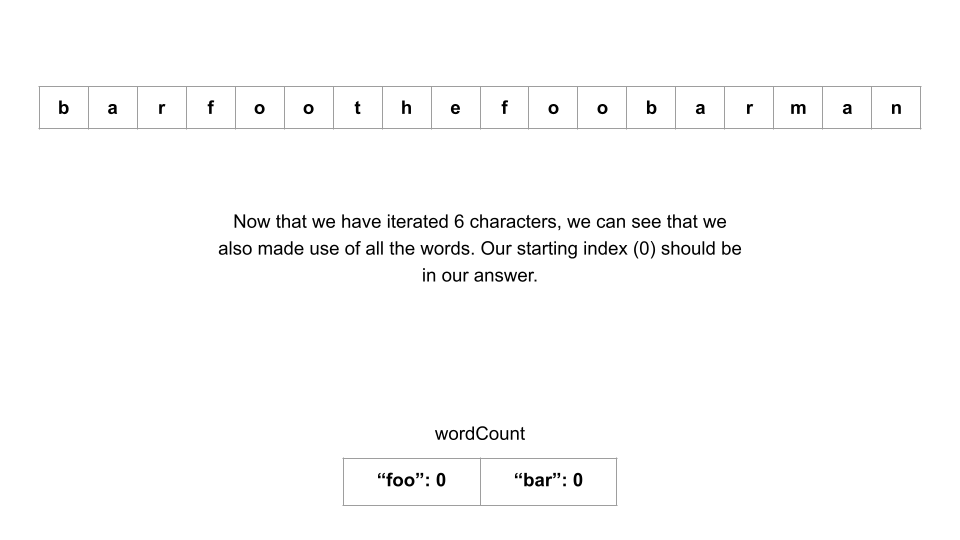 b a r f o o t h e f o o b a r m a n
Now that we have iterated 6 characters, we can see that we
also made use of all the words. Our starting index (0) should be
in our answer.
wordCount
“foo”: 0 “bar”: 0